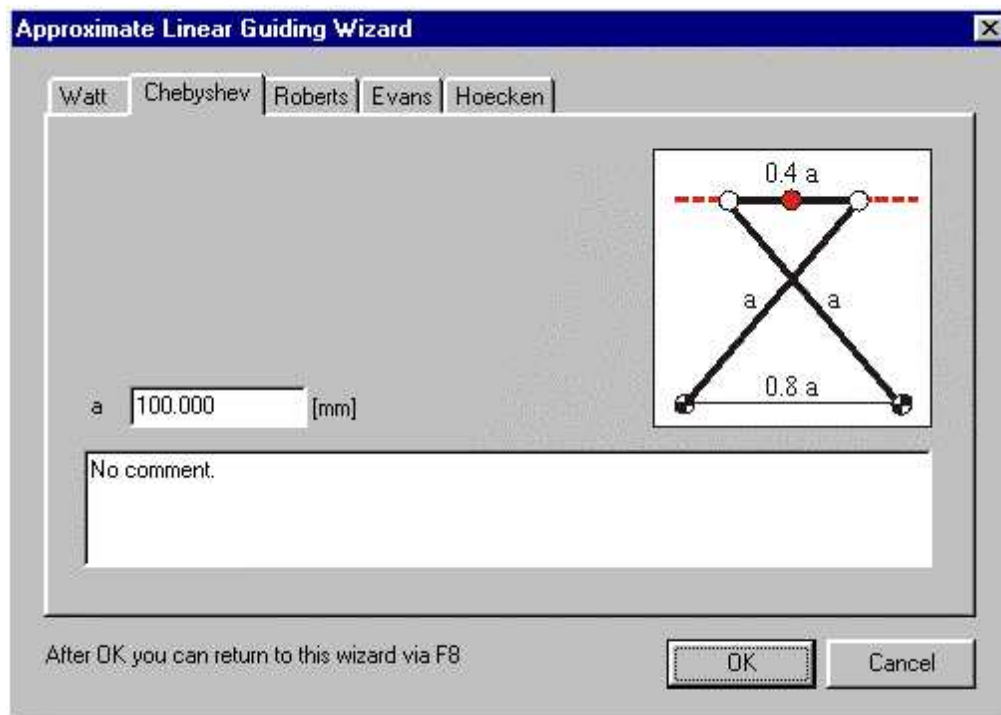 Approximate Linear Guiding Wizard
Watt Chebyshev Roberts Evans Hoecken
0.4 a
a a
0.8 a
a 100.000 [mm]
No comment.
After OK you can return to this wizard via F8
OK Cancel